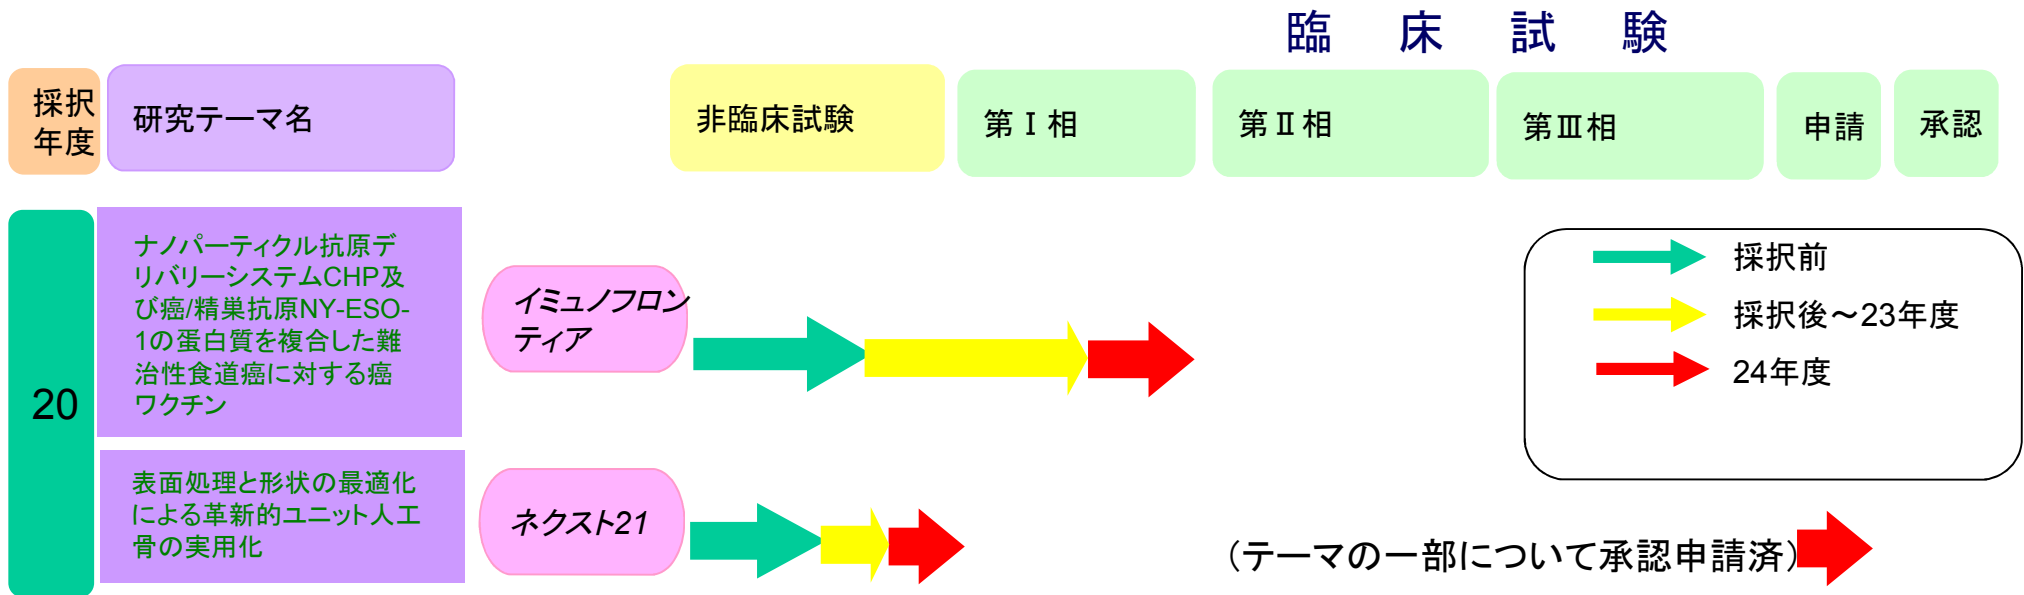 臨床試験
採択
年度
研究テーマ名
非臨床試験
第Ⅰ相
第Ⅱ相
第Ⅲ相
申請
承認
20
ナノパーティクル抗原デ
リバリーシステムCHP及
び癌/精巣抗原NY-ESO-
1の蛋白質を複合した難
治性食道癌に対する癌
ワクチン
イミュノフロン
ティア
採択前
採択後～23年度
24年度
表面処理と形状の最適化
による革新的ユニット人工
骨の実用化
ネクスト21
（テーマの一部について承認申請済）